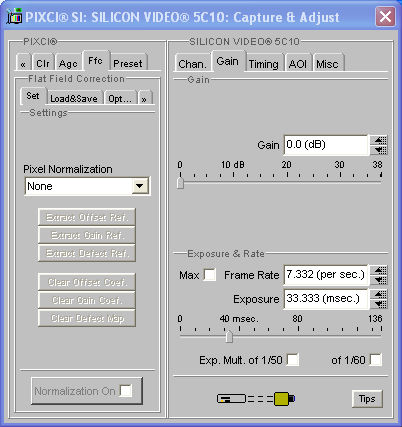 PIXCI® SI: SILICON VIDEO® 5C10: Capture & Adjust
PIXCI®
« Clr Agc Ffc Preset
Flat Field Correction
Set Load&Save Opt... »
Settings
Pixel Normalization
None
Extract Offset Ref.
Extract Gain Ref.
Extract Defect Ref.
Clear Offset Coef.
Clear Gain Coef.
Clear Defect Map
Normalization On
SILICON VIDEO® 5C10
Chan. Gain Timing AOI Misc
Gain
Gain 0.0 (dB)
0 10 dB 20 30 38
Exposure & Rate
Max Frame Rate 7.332 (per sec.)
Exposure 33.333 (msec.)
0 40 msec. 80 136
Exp. Mult. of 1/50 of 1/60
Tips